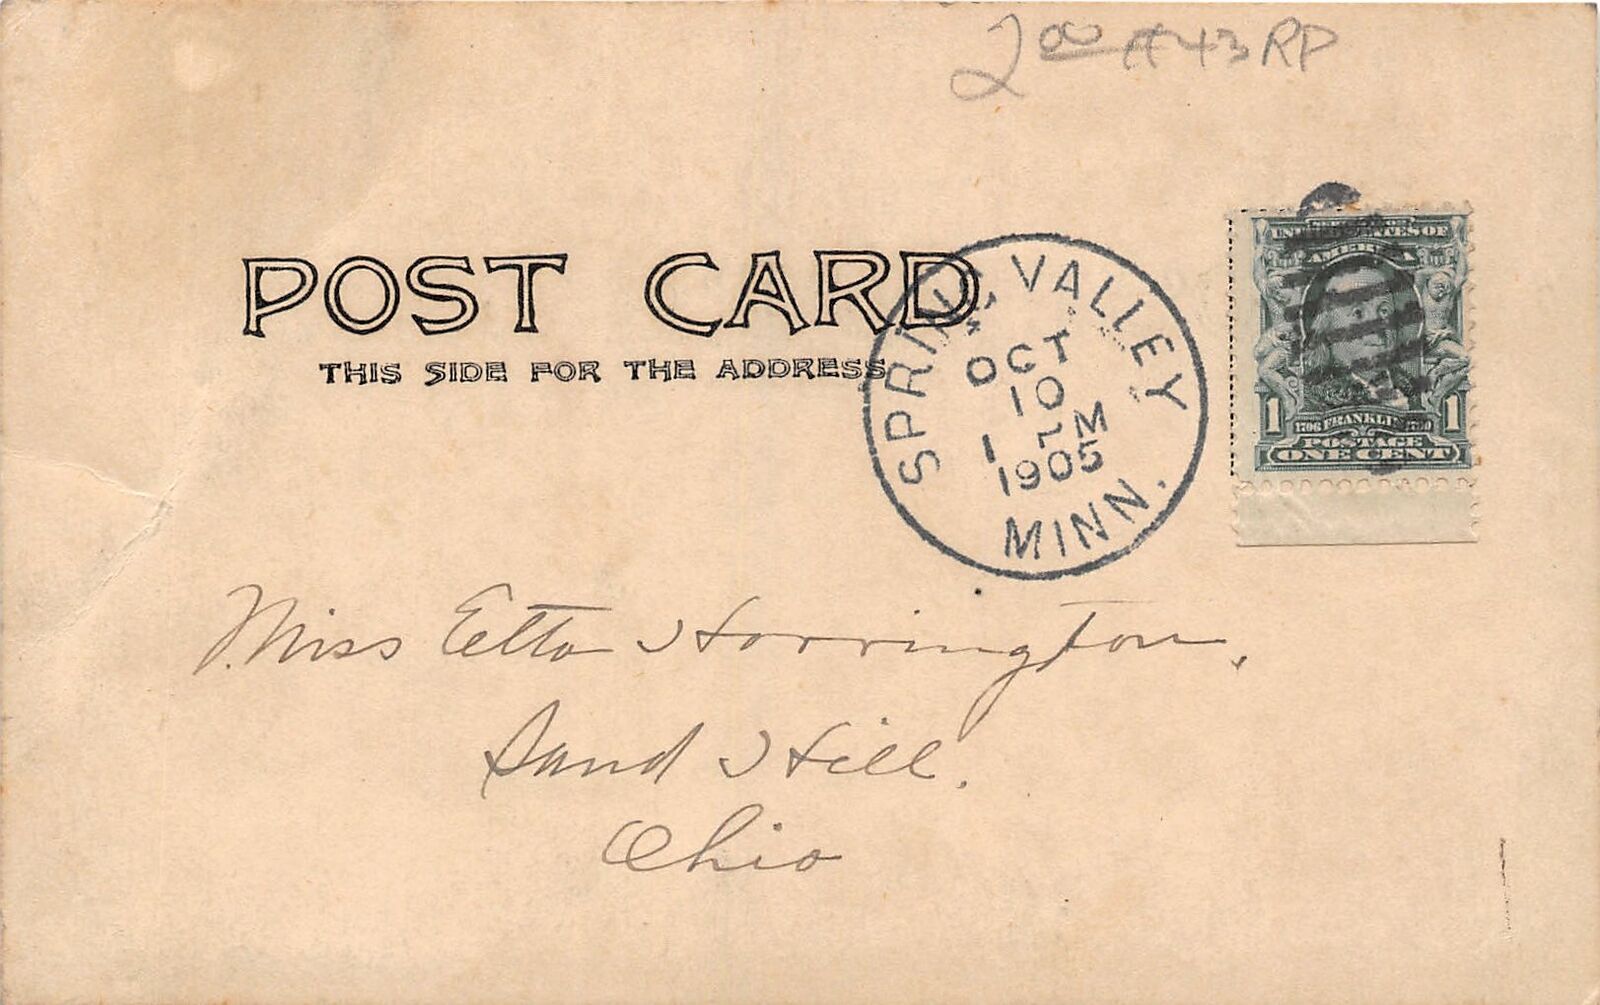 2 00 #43 RP
POST CARD
THIS SIDE FOR THE ADDRESS
SPRING VALLEY
OCT
10
1 PM
1905
MINN.
UNITED STATES OF
AMERICA
1 1706 FRANKLIN 1790 1
POSTAGE
ONE CENT
Miss Etta Harrington,
Sand Hill,
Ohio